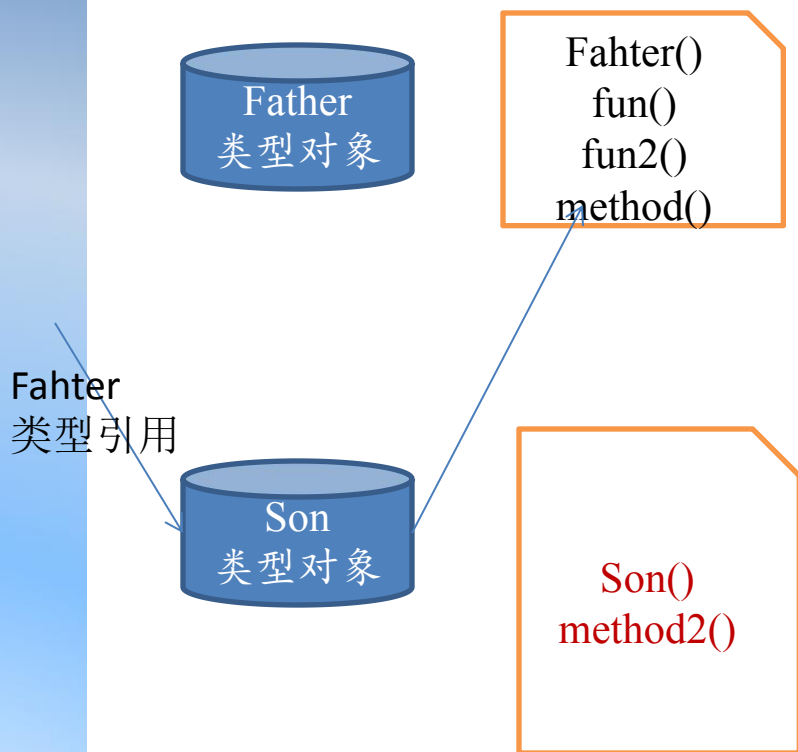 Father
类型对象
Fahter()
fun()
fun2()
method()
Fahter
类型引用
Son
类型对象
Son()
method2()